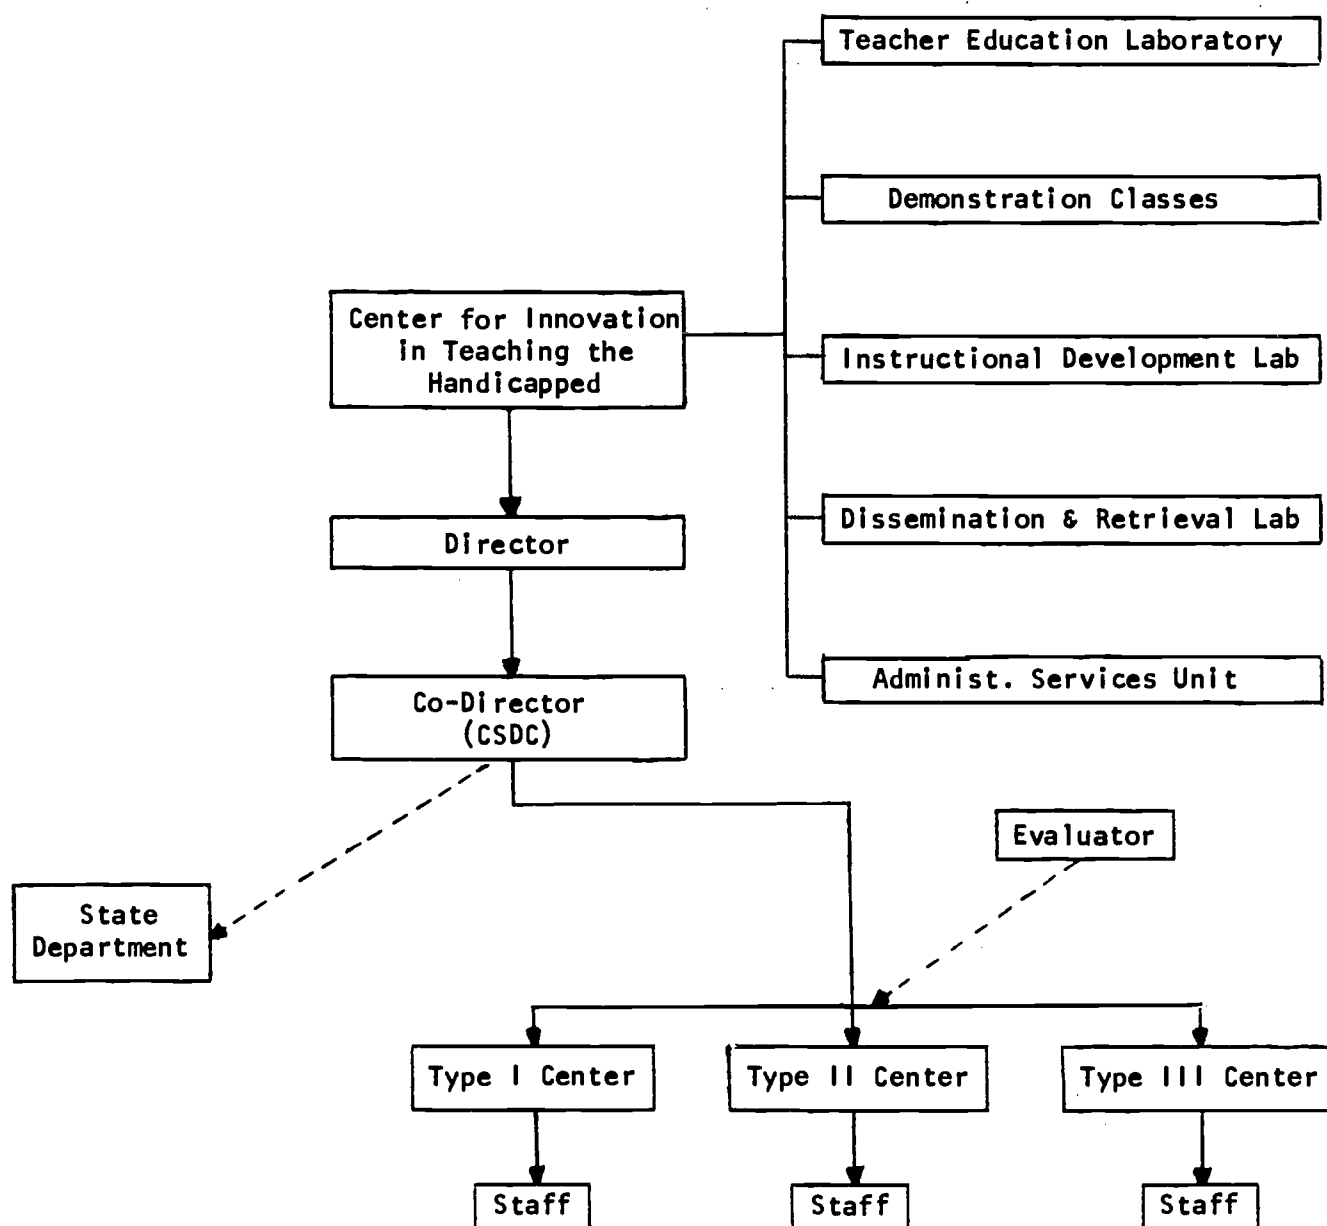 Teacher Education Laboratory
Demonstration Classes
Center for Innovation
in Teaching the
Handicapped
Instructional Development Lab
Director
Dissemination & Retrieval Lab
Co-Director
(CSDC)
Administ. Services Unit
Evaluator
State
Department
Type I Center
Type II Center
Type III Center
Staff
Staff
Staff